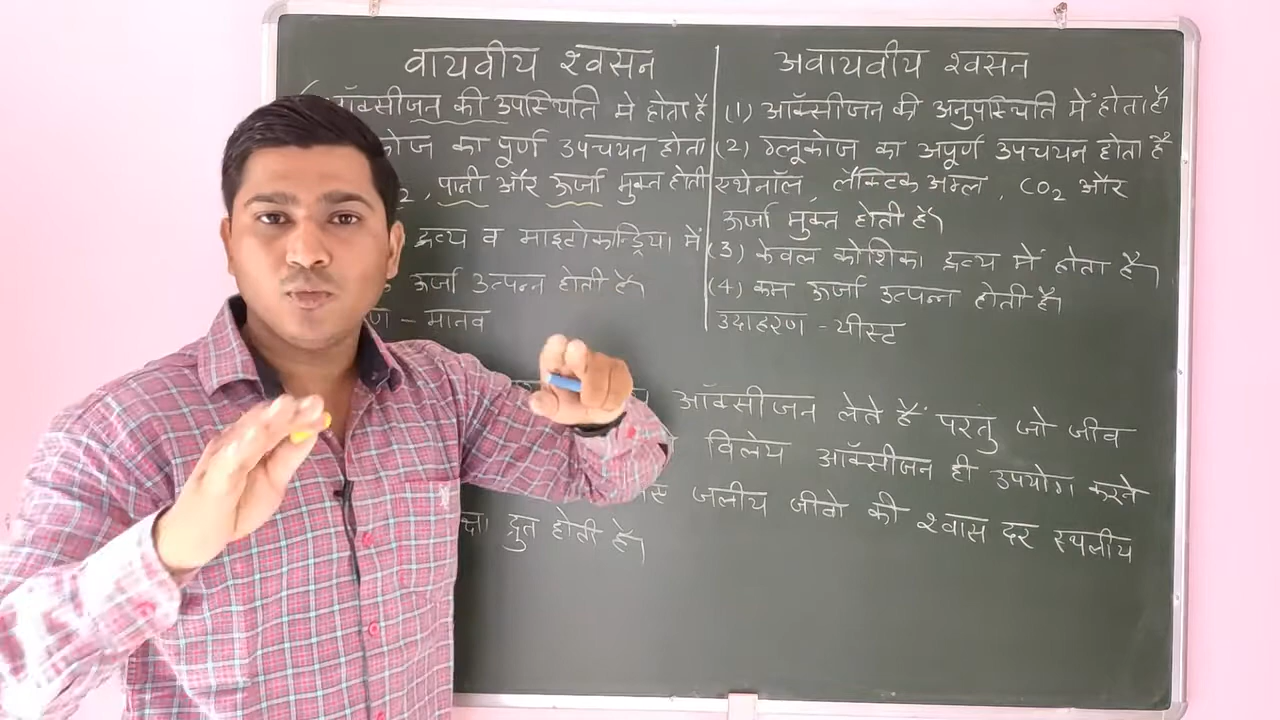 वायवीय श्वसन
ऑक्सीजन की उपस्थिति मे होता है
का पूर्ण उपचयन होता
, पानी और ऊर्जा मुक्त होती
द्रव्य व माइटोकान्ड्रिया में
ऊर्जा उत्पन्न होती है।
– मानव
अवायवीय श्वसन
(1) ऑक्सीजन की अनुपस्थिति में होता है
(2) ग्लूकोज का अपूर्ण उपचयन होता है
एथेनॉल, लैक्टिक अम्ल, CO₂ और
ऊर्जा मुक्त होती है।
(3) केवल कोशिका द्रव्य में होता है।
(4) कम ऊर्जा उत्पन्न होती है।
उदाहरण – यीस्ट
ऑक्सीजन लेते हैं परंतु जो जीव
विलेय ऑक्सीजन ही उपयोग करते
जलीय जीवो की श्वास दर स्थलीय
द्रुत होती है।